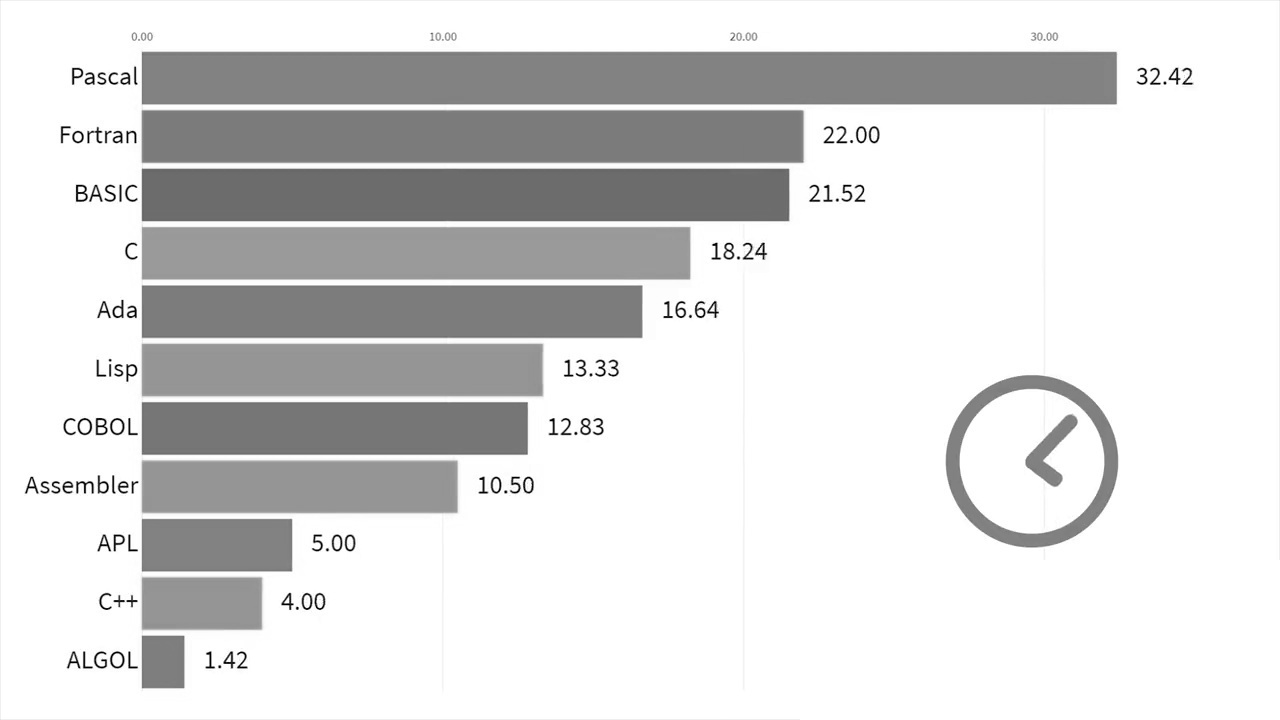 0.00 10.00 20.00 30.00
Pascal 32.42
Fortran 22.00
BASIC 21.52
C 18.24
Ada 16.64
Lisp 13.33
COBOL 12.83
Assembler 10.50
APL 5.00
C++ 4.00
ALGOL 1.42